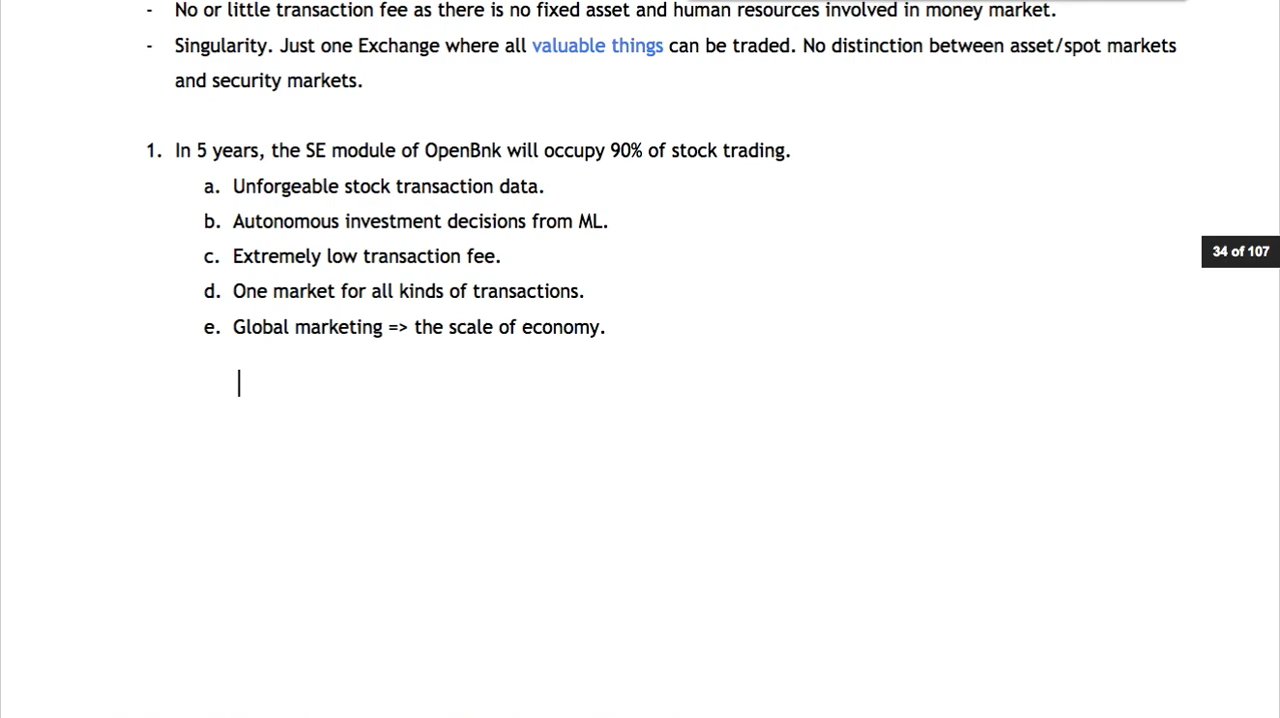 - No or little transaction fee as there is no fixed asset and human resources involved in money market.
- Singularity. Just one Exchange where all valuable things can be traded. No distinction between asset/spot markets
and security markets.
1. In 5 years, the SE module of OpenBnk will occupy 90% of stock trading.
a. Unforgeable stock transaction data.
b. Autonomous investment decisions from ML.
c. Extremely low transaction fee.
d. One market for all kinds of transactions.
e. Global marketing => the scale of economy.
34 of 107